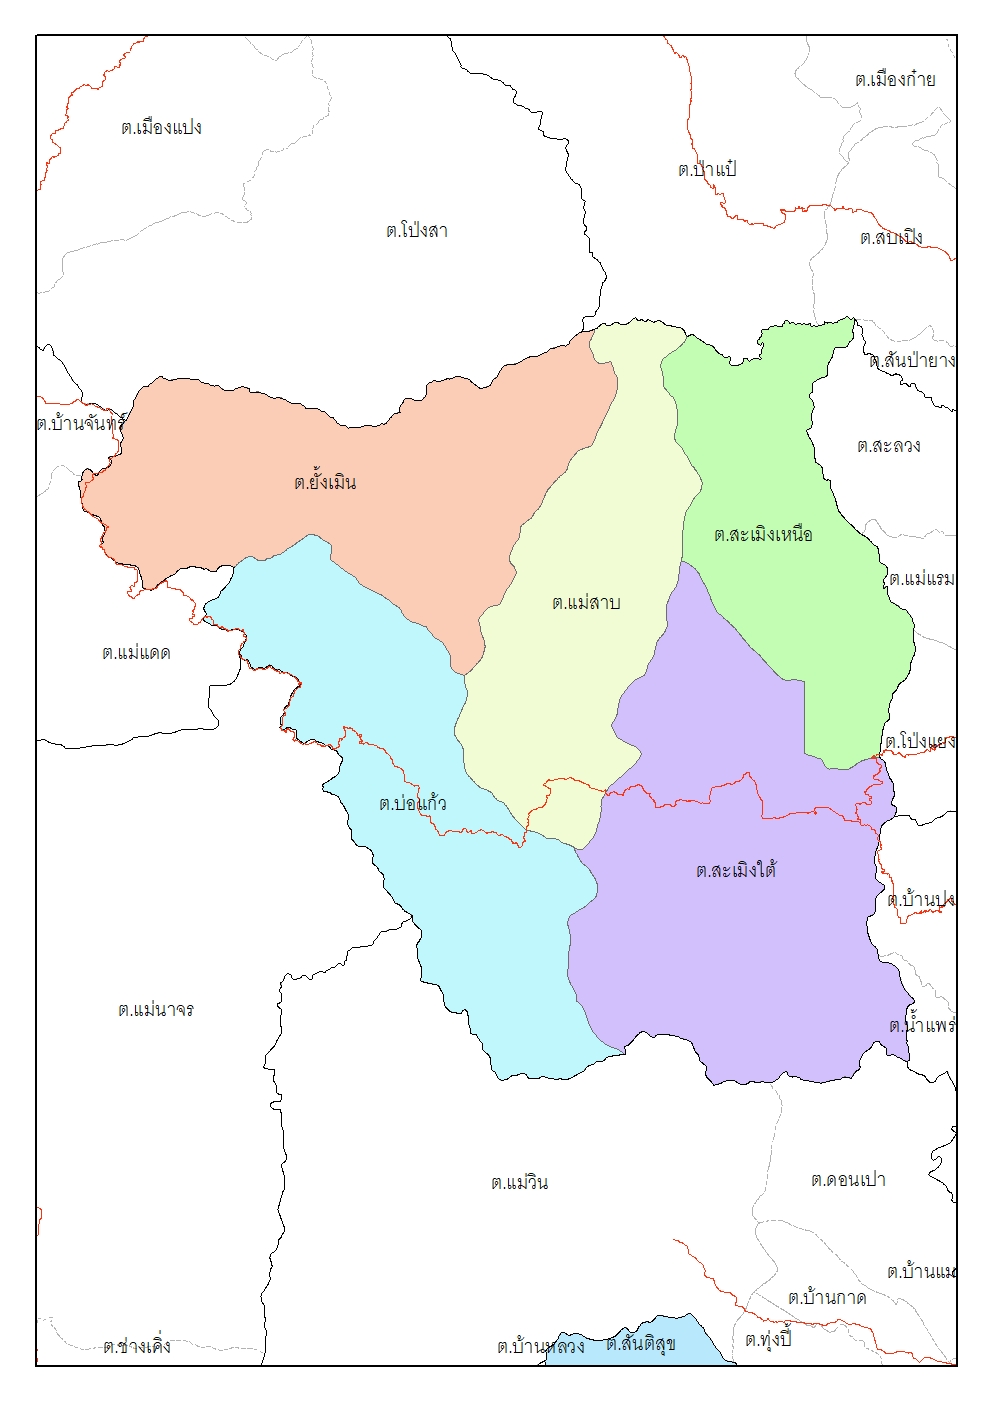 ต.เมืองก๋าย
ต.เมืองแปง
ต.ป่าแป๋
ต.โป่งสา
ต.สบเปิง
ต.สันป่ายาง
ต.บ้านจันทร์
ต.สะลวง
ต.ยั้งเมิน
ต.สะเมิงเหนือ
ต.แม่แรม
ต.แม่สาบ
ต.แม่แดด
ต.โป่งแยง
ต.บ่อแก้ว
ต.สะเมิงใต้
ต.บ้านปง
ต.แม่นาจร
ต.น้ำแพร่
ต.แม่วิน
ต.ดอนเปา
ต.บ้านแม
ต.บ้านกาด
ต.ช่างเคิ่ง
ต.บ้านหลวง
ต.สันติสุข
ต.ทุ่งปี้